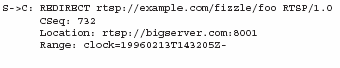 S->C: REDIRECT rtsp://example.com/fizzle/foo RTSP/1.0
CSeq: 732
Location: rtsp://bigserver.com:8001
Range: clock=19960213T143205Z-